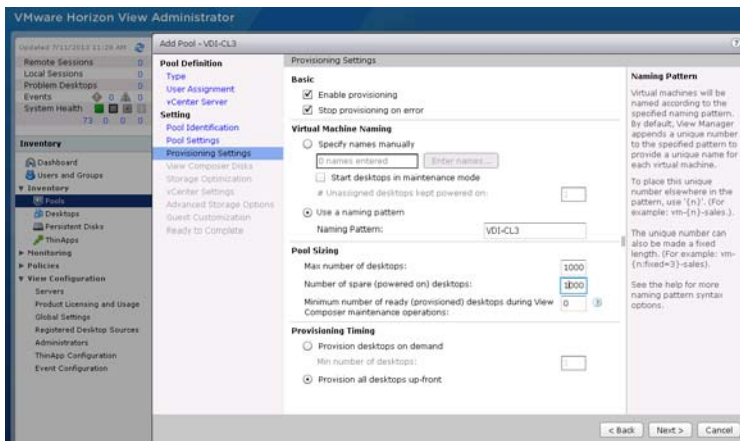 VMware Horizon View Administrator
Updated 7/11/2013 11:29 AM
Remote Sessions 0
Local Sessions 0
Problem Desktops 0
Events 0 0
System Health
73 0 0 0
Inventory
Dashboard
Users and Groups
Inventory
Pools
Desktops
Persistent Disks
ThinApps
Monitoring
Policies
View Configuration
Servers
Product Licensing and Usage
Global Settings
Registered Desktop Sources
Administrators
ThinApp Configuration
Event Configuration
Add Pool - VDI-CL3
?
Pool Definition
Type
User Assignment
vCenter Server
Setting
Pool Identification
Pool Settings
Provisioning Settings
View Composer Disks
Storage Optimization
vCenter Settings
Advanced Storage Options
Guest Customization
Ready to Complete
Provisioning Settings
Basic
Enable provisioning
Stop provisioning on error
Virtual Machine Naming
Specify names manually
0 names entered Enter names...
Start desktops in maintenance mode
# Unassigned desktops kept powered on: 1
Use a naming pattern
Naming Pattern: VDI-CL3
Pool Sizing
Max number of desktops: 1000
Number of spare (powered on) desktops: 1000
Minimum number of ready (provisioned) desktops during View 0
Composer maintenance operations:
Provisioning Timing
Provision desktops on demand
Min number of desktops: 1
Provision all desktops up-front
Naming Pattern
Virtual machines will be
named according to the
specified naming pattern.
By default, View Manager
appends a unique number
to the specified pattern to
provide a unique name for
each virtual machine.
To place this unique
number elsewhere in the
pattern, use '{n}'. (For
example: vm-{n}-sales.).
The unique number can
also be made a fixed
length. (For example: vm-
{n:fixed=3}-sales).
See the help for more
naming pattern syntax
options.
< Back Next > Cancel